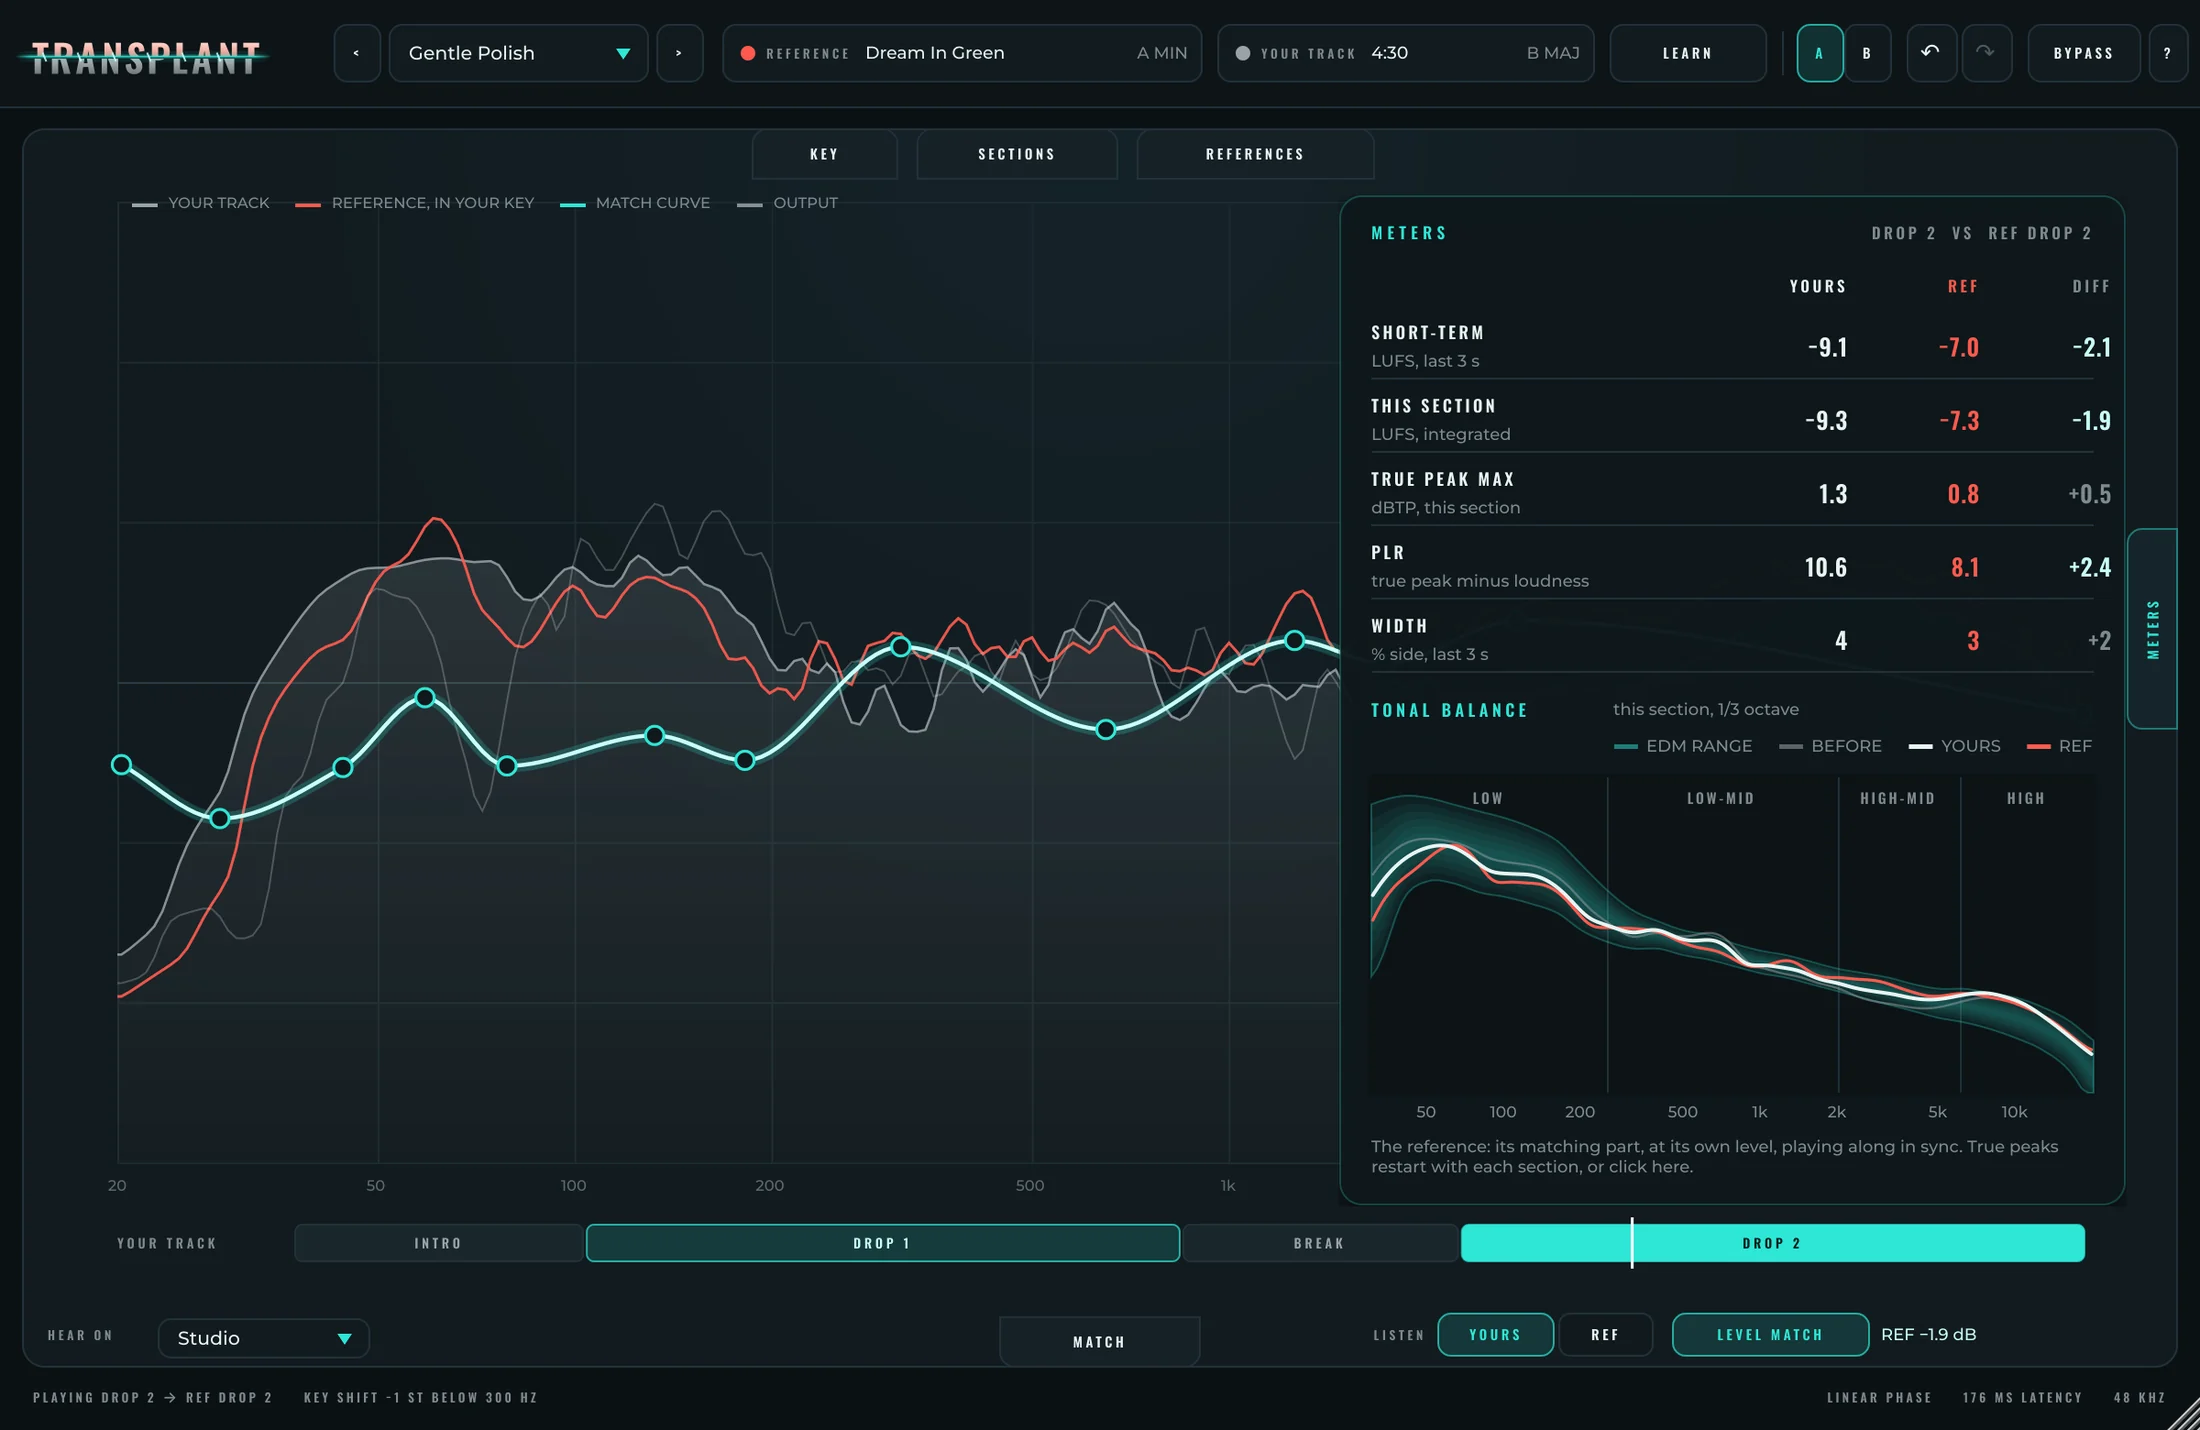 TRANSPLANT
< Gentle Polish >
REFERENCE Dream In Green A MIN
YOUR TRACK 4:30 B MAJ
LEARN
A B
BYPASS ?
KEY SECTIONS REFERENCES
YOUR TRACK REFERENCE, IN YOUR KEY MATCH CURVE OUTPUT
METERS DROP 2 VS REF DROP 2
YOURS REF DIFF
SHORT-TERM
LUFS, last 3 s
-9.1 -7.0 -2.1
THIS SECTION
LUFS, integrated
-9.3 -7.3 -1.9
TRUE PEAK MAX
dBTP, this section
1.3 0.8 +0.5
PLR
true peak minus loudness
10.6 8.1 +2.4
WIDTH
% side, last 3 s
4 3 +2
METERS
TONAL BALANCE this section, 1/3 octave
EDM RANGE BEFORE YOURS REF
LOW LOW-MID HIGH-MID HIGH
50 100 200 500 1k 2k 5k 10k
The reference: its matching part, at its own level, playing along in sync. True peaks
restart with each section, or click here.
20 50 100 200 500 1k
YOUR TRACK INTRO DROP 1 BREAK DROP 2
HEAR ON Studio
MATCH
LISTEN YOURS REF LEVEL MATCH REF -1.9 dB
PLAYING DROP 2 → REF DROP 2 KEY SHIFT -1 ST BELOW 300 HZ
LINEAR PHASE 176 MS LATENCY 48 KHZ